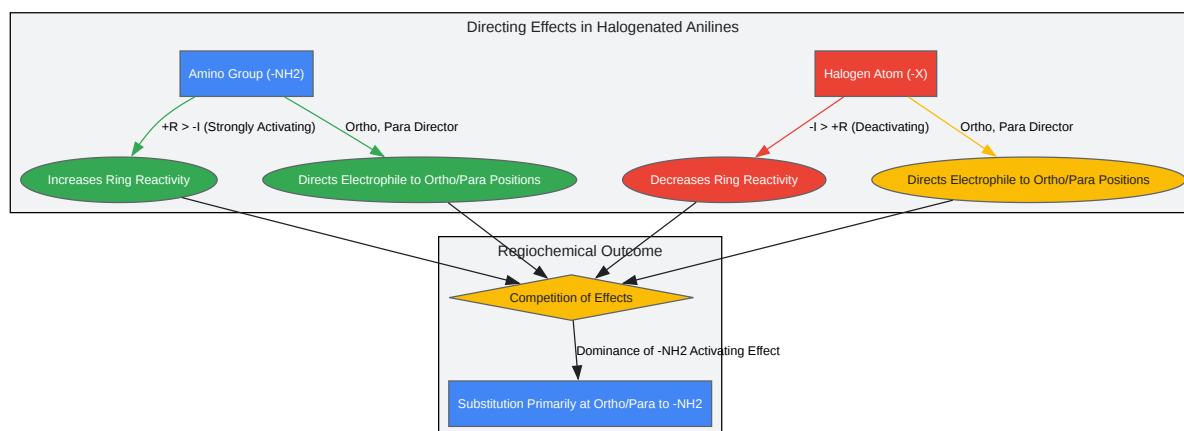 Directing Effects in Halogenated Anilines
Amino Group (-NH2)
Halogen Atom (-X)
+R > -I (Strongly Activating)
Ortho, Para Director
-I > +R (Deactivating)
Ortho, Para Director
Increases Ring Reactivity
Directs Electrophile to Ortho/Para Positions
Decreases Ring Reactivity
Directs Electrophile to Ortho/Para Positions
Regiochemical Outcome
Competition of Effects
Dominance of -NH2 Activating Effect
Substitution Primarily at Ortho/Para to -NH2